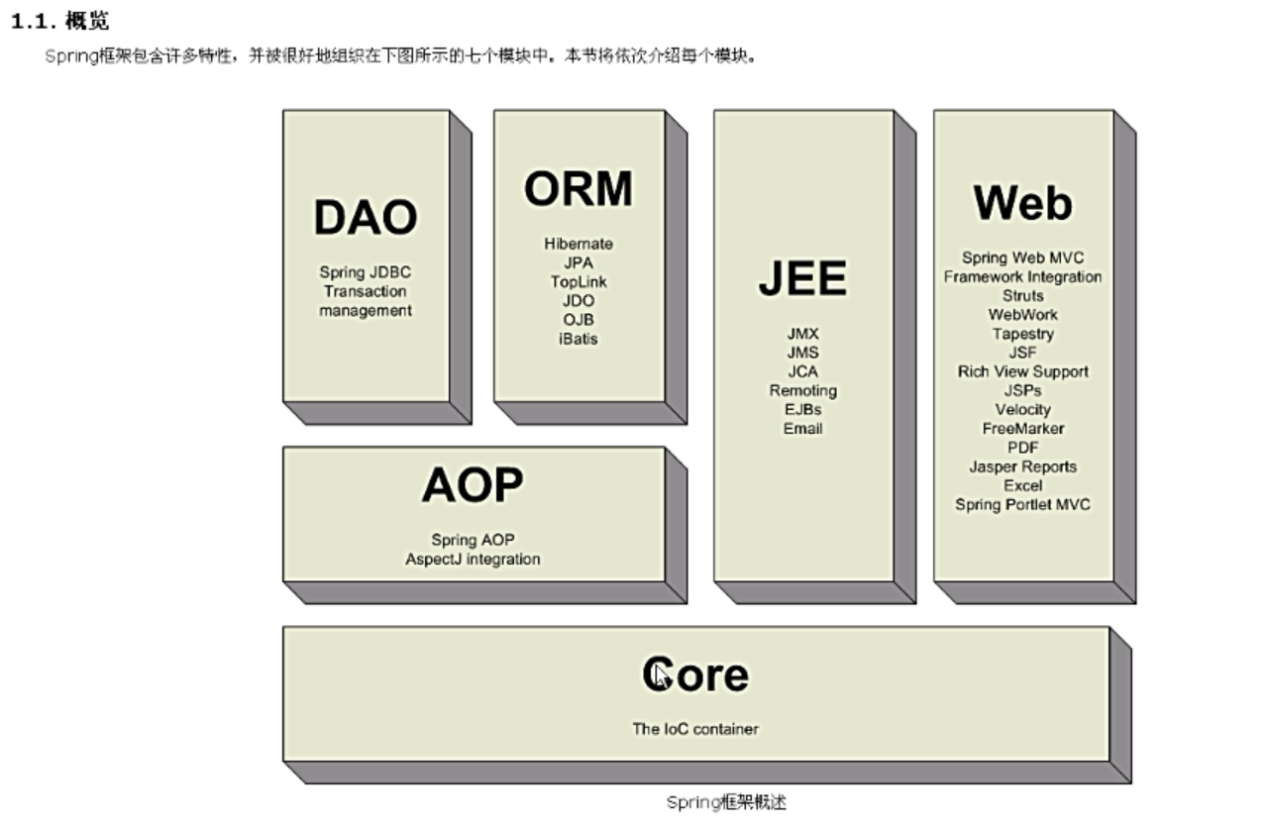 1.1. 概览
Spring框架包含许多特性，并被很好地组织在下图所示的七个模块中。本节将依次介绍每个模块。
DAO
Spring JDBC
Transaction
management
ORM
Hibernate
JPA
TopLink
JDO
OJB
iBatis
JEE
JMX
JMS
JCA
Remoting
EJBs
Email
Web
Spring Web MVC
Framework Integration
Struts
WebWork
Tapestry
JSF
Rich View Support
JSPs
Velocity
FreeMarker
PDF
Jasper Reports
Excel
Spring Portlet MVC
AOP
Spring AOP
AspectJ integration
Core
The IoC container
Spring框架概述